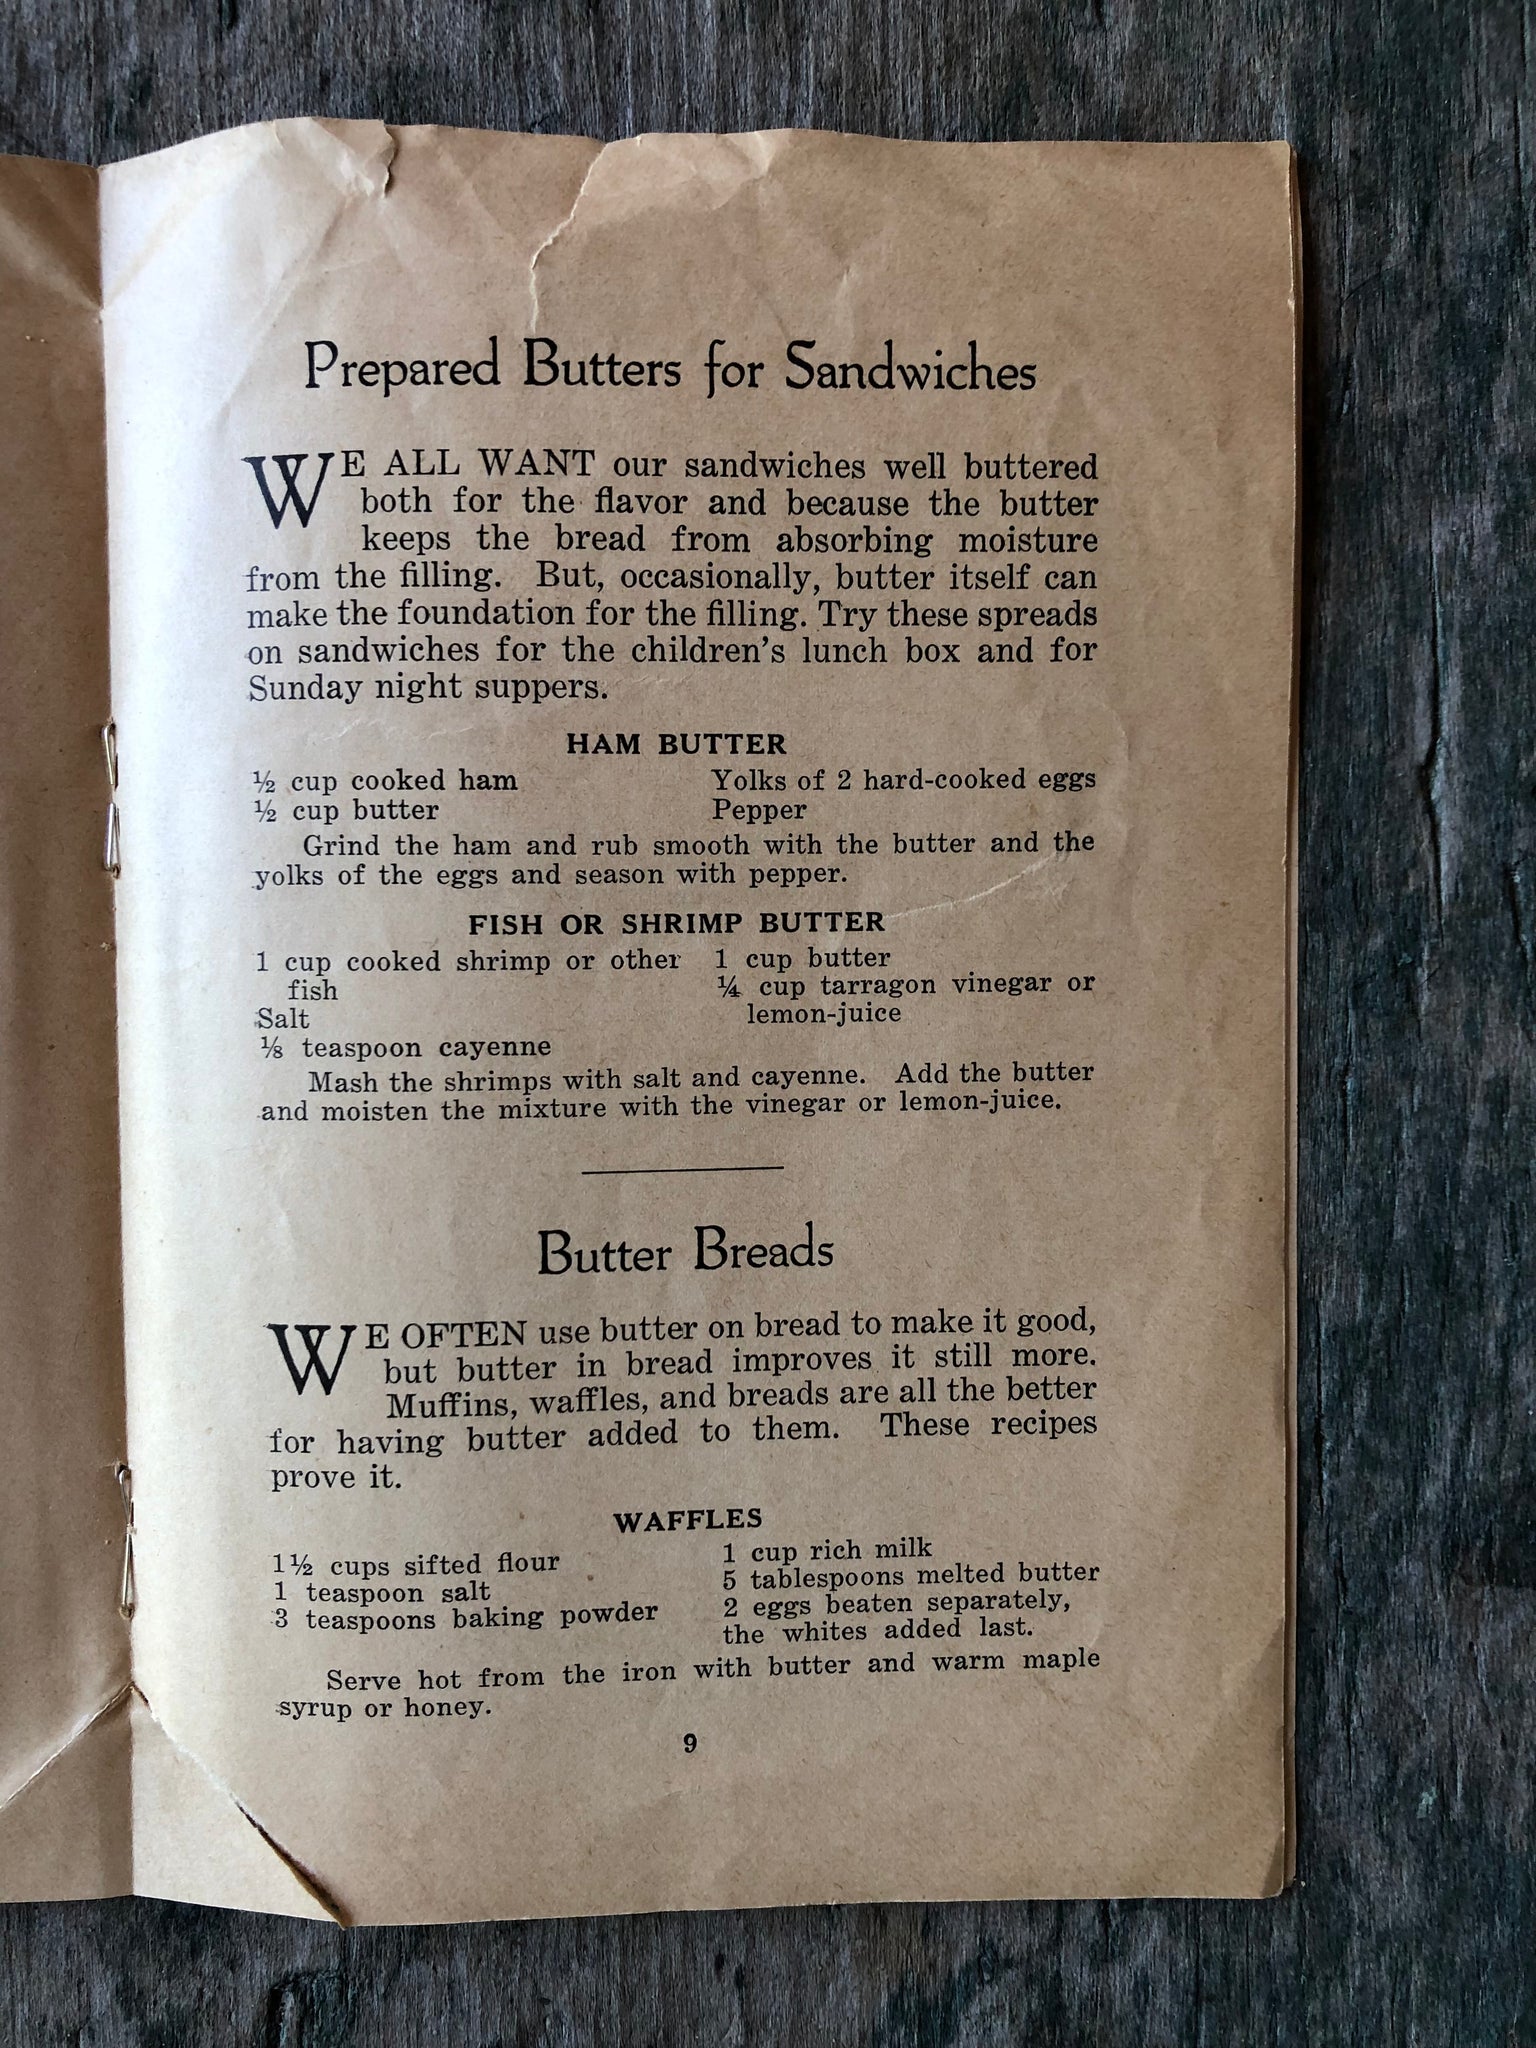 Prepared Butters for Sandwiches
WE ALL WANT our sandwiches well buttered
both for the flavor and because the butter
keeps the bread from absorbing moisture
from the filling. But, occasionally, butter itself can
make the foundation for the filling. Try these spreads
on sandwiches for the children's lunch box and for
Sunday night suppers.
HAM BUTTER
½ cup cooked ham
½ cup butter
Yolks of 2 hard-cooked eggs
Pepper
Grind the ham and rub smooth with the butter and the
yolks of the eggs and season with pepper.
FISH OR SHRIMP BUTTER
1 cup cooked shrimp or other
fish
Salt
⅛ teaspoon cayenne
1 cup butter
¼ cup tarragon vinegar or
lemon-juice
Mash the shrimps with salt and cayenne. Add the butter
and moisten the mixture with the vinegar or lemon-juice.
Butter Breads
WE OFTEN use butter on bread to make it good,
but butter in bread improves it still more.
Muffins, waffles, and breads are all the better
for having butter added to them. These recipes
prove it.
WAFFLES
1½ cups sifted flour
1 teaspoon salt
3 teaspoons baking powder
1 cup rich milk
5 tablespoons melted butter
2 eggs beaten separately,
the whites added last.
Serve hot from the iron with butter and warm maple
syrup or honey.
9